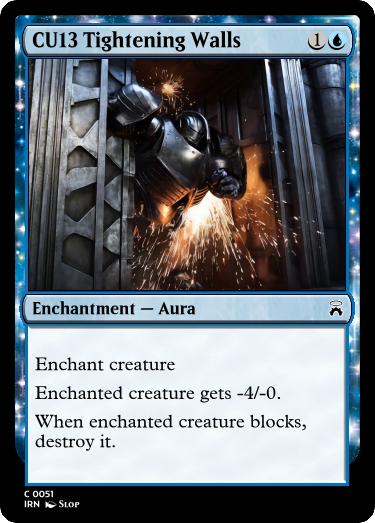 CU13 Tightening Walls 1
Enchantment — Aura
Enchant creature
Enchanted creature gets -4/-0.
When enchanted creature blocks,
destroy it.
C 0051
IRN Slop